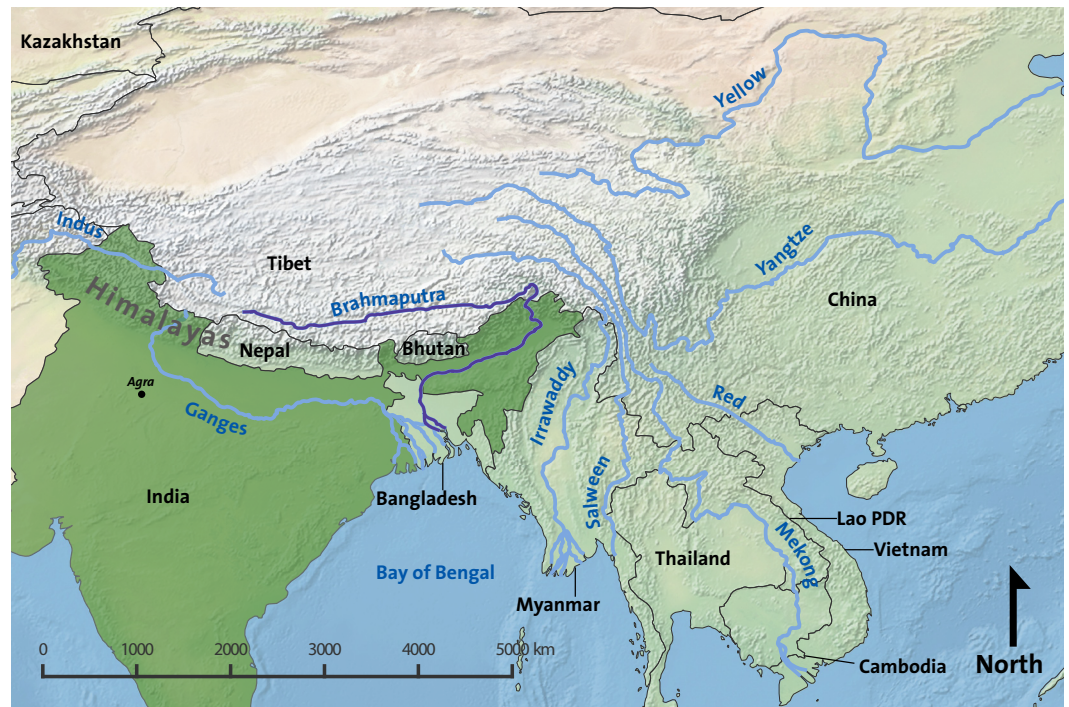 Kazakhstan
Yellow
Indus
Tibet
Yangtze
Himalayas
Brahmaputra
China
Nepal
Bhutan
Agra
Ganges
Irrawaddy
Red
India
Bangladesh
Salween
Lao PDR
Mekong
Vietnam
Thailand
Bay of Bengal
Myanmar
0 1000 2000 3000 4000 5000 km
Cambodia
North